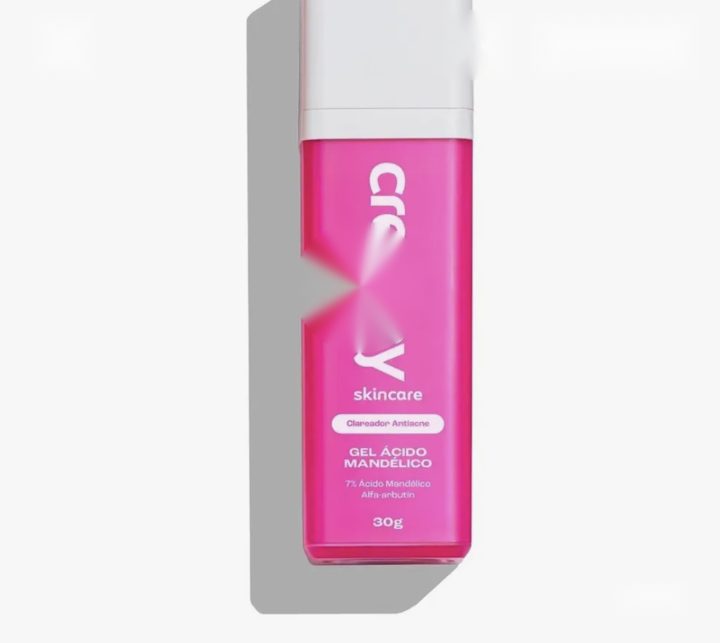 skincare
Clareador Antiacne
GEL ÁCIDO
MANDÉLICO
7% Ácido Mandélico
Alfa-arbutin
30g